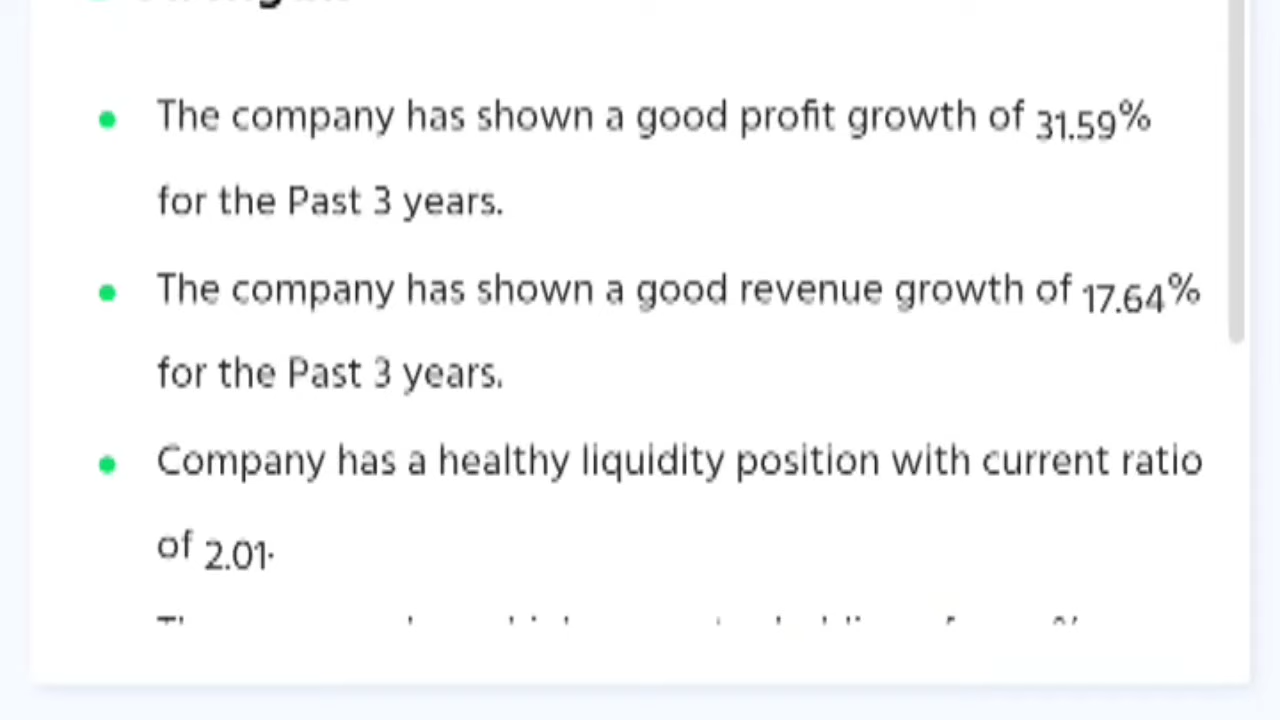 The company has shown a good profit growth of 31.59%
for the Past 3 years.
The company has shown a good revenue growth of 17.64%
for the Past 3 years.
Company has a healthy liquidity position with current ratio
of 2.01.